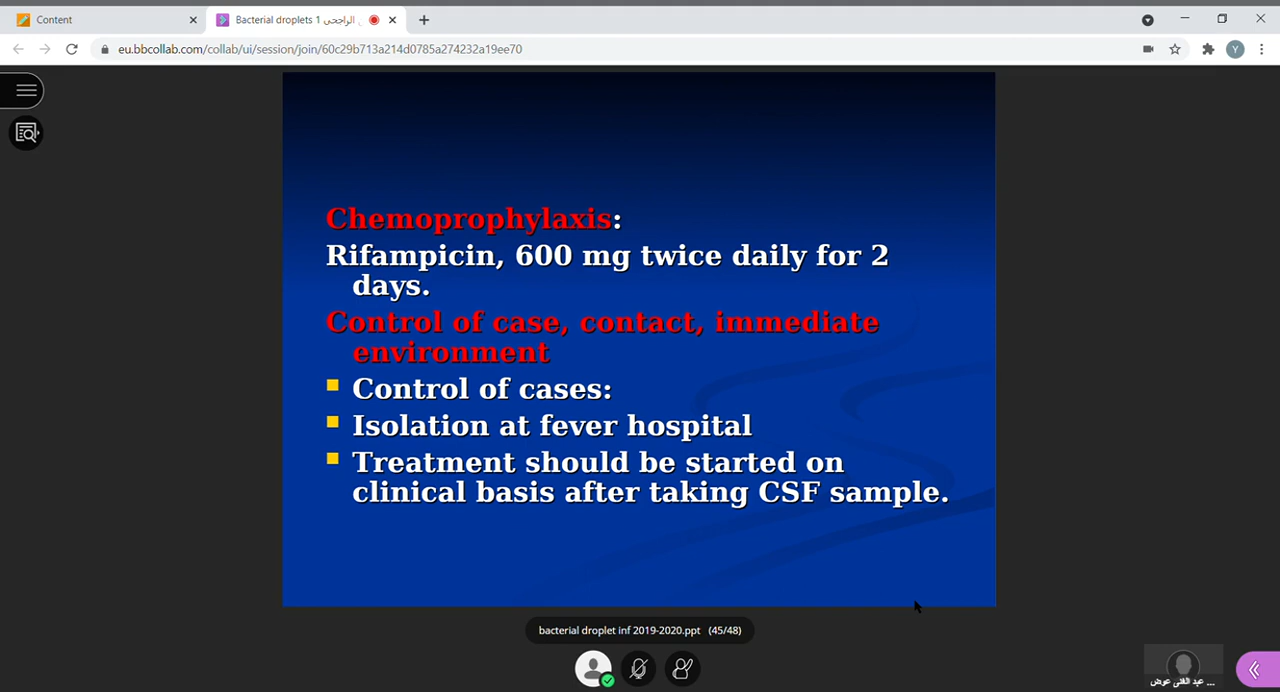 Content
Bacterial droplets 1 الراجحى
eu.bbcollab.com/collab/ui/session/join/60c29b713a214d0785a274232a19ee70
Y
Chemoprophylaxis:
Rifampicin, 600 mg twice daily for 2
days.
Control of case, contact, immediate
environment
Control of cases:
Isolation at fever hospital
Treatment should be started on
clinical basis after taking CSF sample.
bacterial droplet inf 2019-2020.ppt (45/48)
عبد الغنى عوض ...